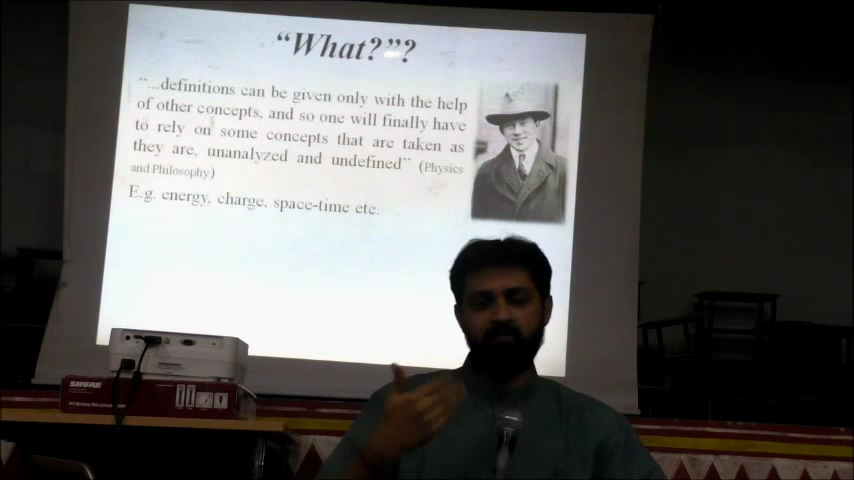 “What?”?
“...definitions can be given only with the help
of other concepts, and so one will finally have
to rely on some concepts that are taken as
they are, unanalyzed and undefined” (Physics
and Philosophy)
E.g. energy, charge, space-time etc.
SHURE